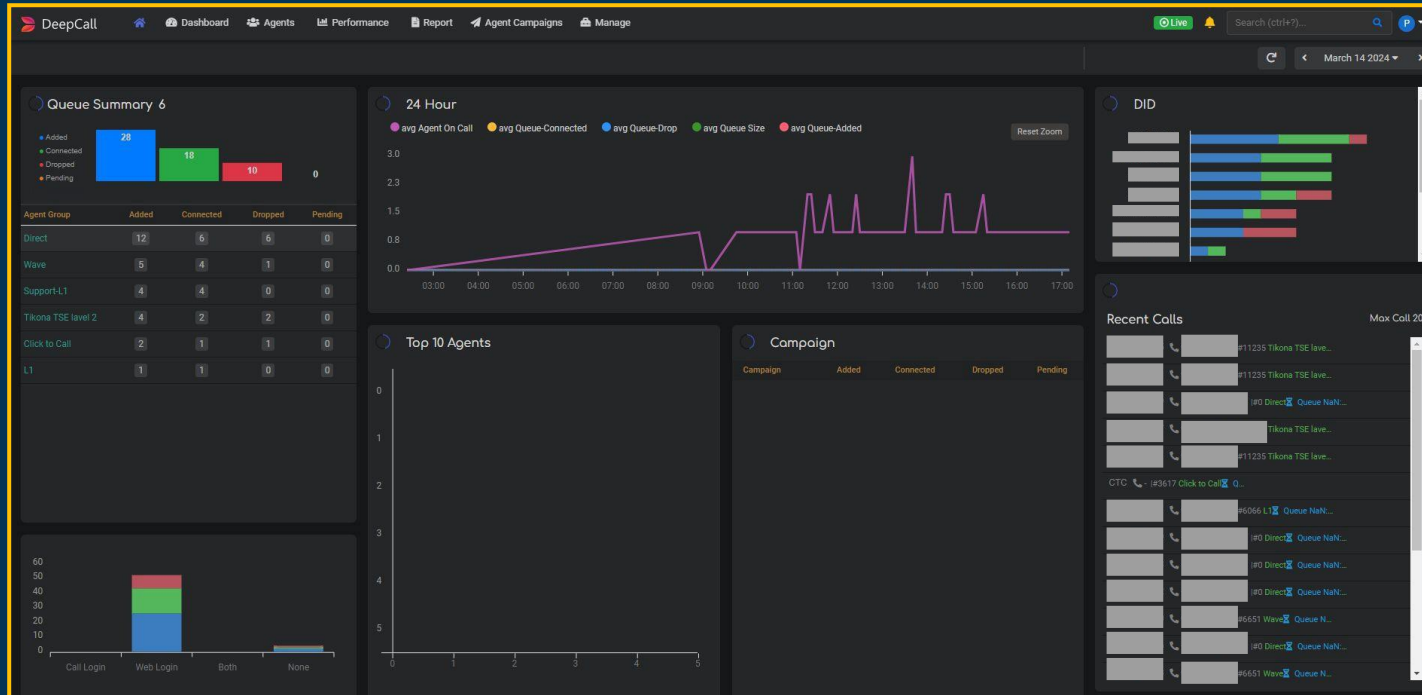 DeepCall Dashboard Agents Performance Report Agent Campaigns Manage Live Search (ctrl+?)... P
March 14 2024
Queue Summary 6
Added
Connected
Dropped
Pending
28 18 10 0
Agent Group Added Connected Dropped Pending
Direct 12 6 6 0
Wave 5 4 1 0
Support-L1 4 4 0 0
Tikona TSE lavel 2 4 2 2 0
Click to Call 2 1 1 0
L1 1 1 0 0
60
50
40
30
20
10
0
Call Login Web Login Both None
24 Hour
avg Agent On Call avg Queue-Connected avg Queue-Drop avg Queue Size avg Queue-Added
Reset Zoom
3.0
2.3
1.5
0.8
0.0
03:00 04:00 05:00 06:00 07:00 08:00 09:00 10:00 11:00 12:00 13:00 14:00 15:00 16:00 17:00
Top 10 Agents
0
1
2
3
4
5
0 1 2 3 4 5
Campaign
Campaign Added Connected Dropped Pending
DID
Recent Calls Max Call 20
#11235 Tikona TSE lave...
#11235 Tikona TSE lave...
|#0 Direct Queue NaN:...
Tikona TSE lave...
#11235 Tikona TSE lave...
CTC - |#3617 Click to Call Q...
#6066 L1 Queue NaN:...
|#0 Direct Queue NaN:...
|#0 Direct Queue NaN:...
|#0 Direct Queue NaN:...
#6651 Wave Queue N...
|#0 Direct Queue NaN:...
#6651 Wave Queue N...